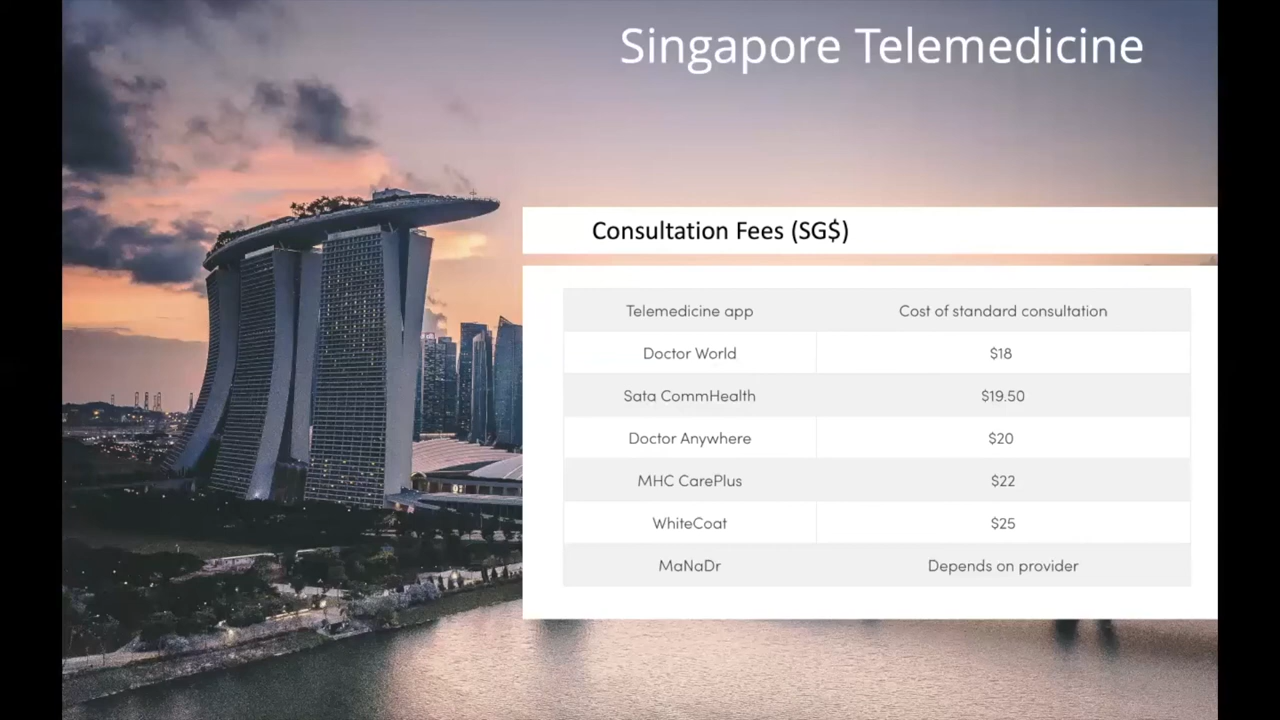 Singapore Telemedicine
Consultation Fees (SG$)
Telemedicine app Cost of standard consultation
Doctor World $18
Sata CommHealth $19.50
Doctor Anywhere $20
MHC CarePlus $22
WhiteCoat $25
MaNaDr Depends on provider